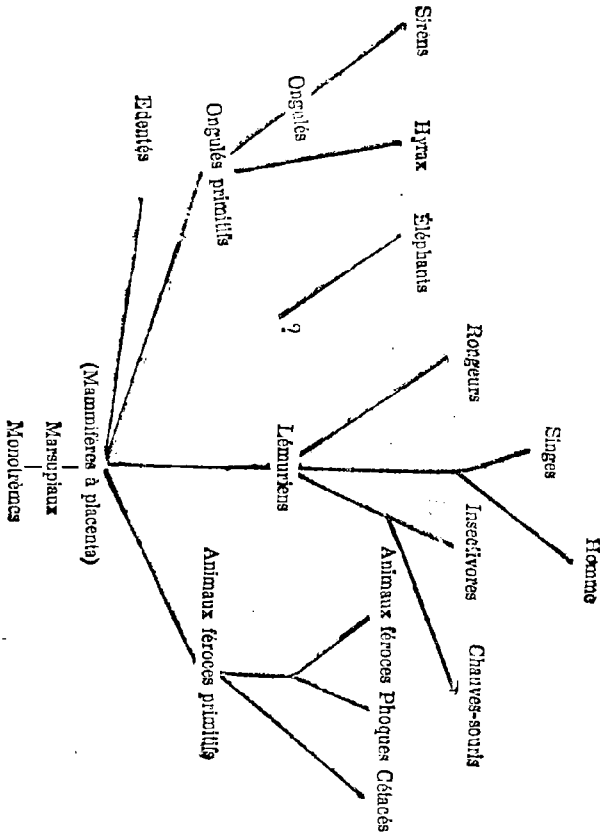 Homme
Singes
Sirens
Hyrax
Éléphants
Rongeurs
Insectivores
Chauves-souris
Ongulés
?
Animaux féroces Phoques Cétacés
Lémuriens
Ongulés primitifs
Animaux féroces primitifs
Edentés
(Mammifères à placenta)
Marsupiaux
Monotrèmes